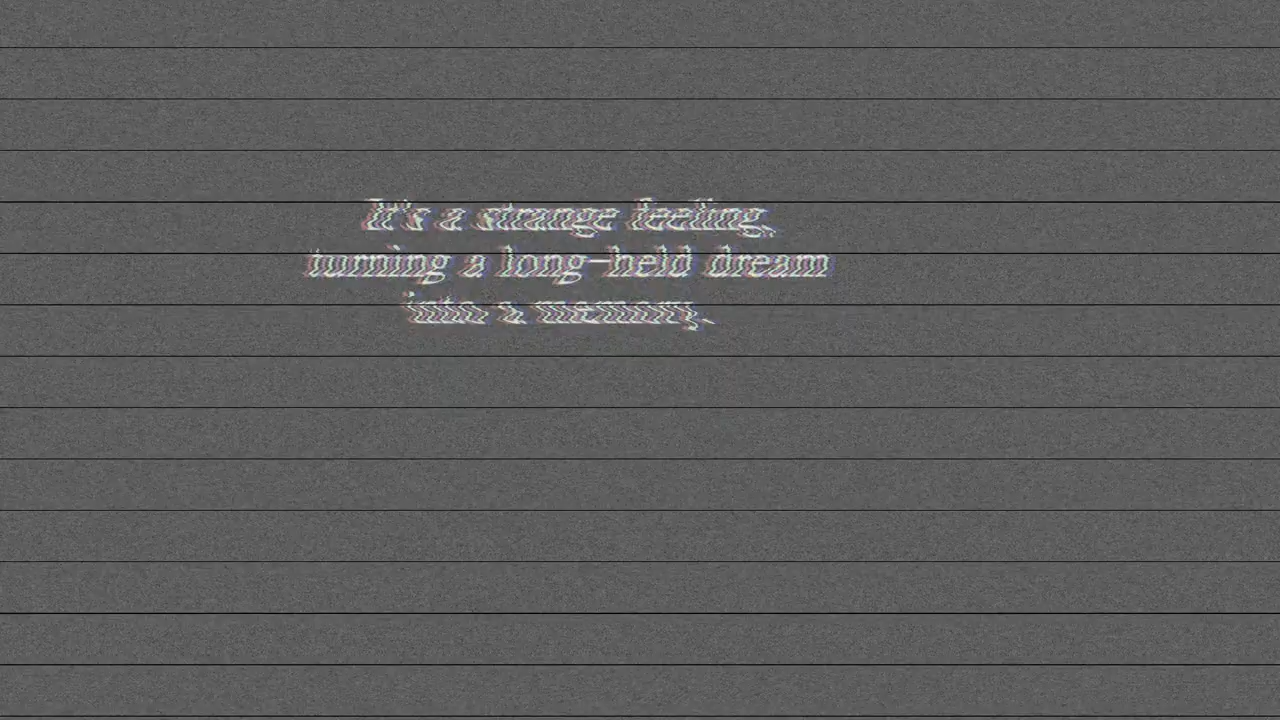 It's a strange feeling,
turning a long-held dream
into a memory.